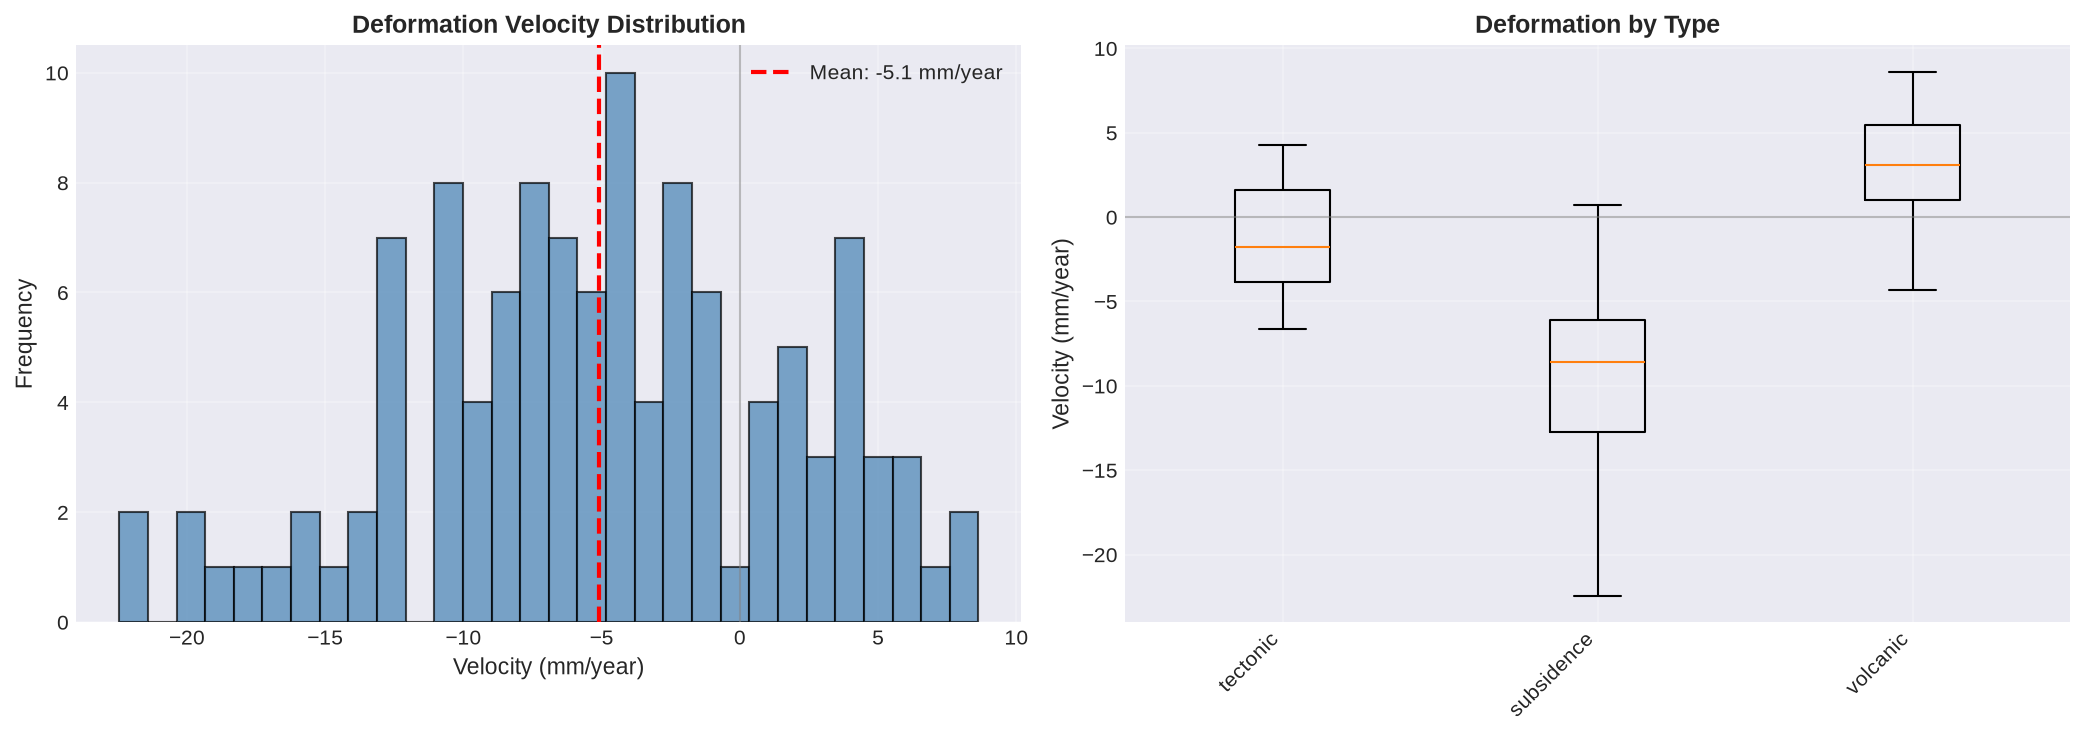 Deformation Velocity Distribution
Mean: -5.1 mm/year
Frequency
10
8
6
4
2
0
−20
−15
−10
−5
0
5
10
Velocity (mm/year)
Deformation by Type
Velocity (mm/year)
10
5
0
−5
−10
−15
−20
tectonic
subsidence
volcanic